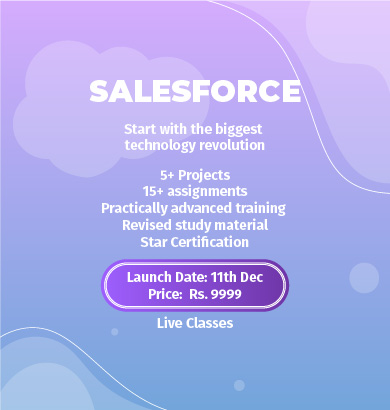 SALESFORCE
Start with the biggest
technology revolution
5+ Projects
15+ assignments
Practically advanced training
Revised study material
Star Certification
Launch Date: 11th Dec
Price: Rs. 9999
Live Classes